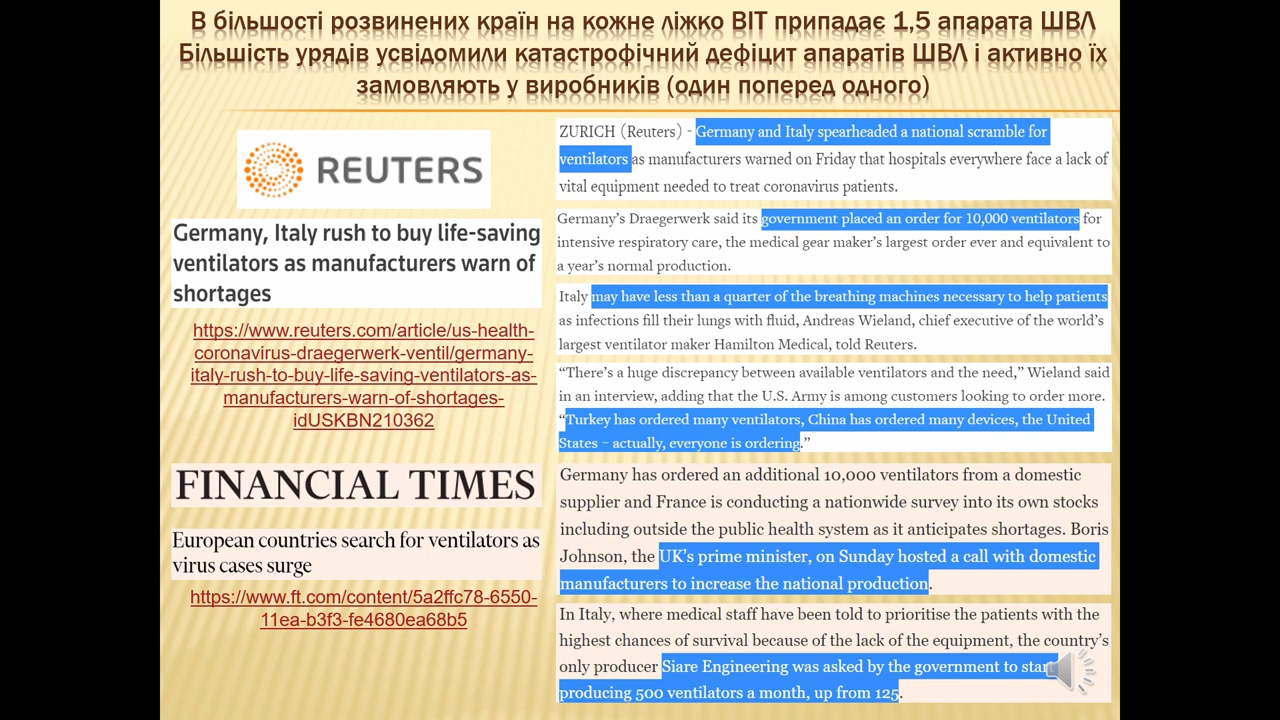 В більшості розвинених країн на кожне ліжко ВІТ припадає 1,5 апарата ШВЛ
Більшість урядів усвідомили катастрофічний дефіцит апаратів ШВЛ і активно їх
замовляють у виробників (один поперед одного)
REUTERS
Germany, Italy rush to buy life-saving
ventilators as manufacturers warn of
shortages
https://www.reuters.com/article/us-health-
coronavirus-draegerwerk-ventil/germany-
italy-rush-to-buy-life-saving-ventilators-as-
manufacturers-warn-of-shortages-
idUSKBN210362
FINANCIAL TIMES
European countries search for ventilators as
virus cases surge
https://www.ft.com/content/5a2ffc78-6550-
11ea-b3f3-fe4680ea68b5
ZURICH (Reuters) - Germany and Italy spearheaded a national scramble for
ventilators as manufacturers warned on Friday that hospitals everywhere face a lack of
vital equipment needed to treat coronavirus patients.
Germany’s Draegerwerk said its government placed an order for 10,000 ventilators for
intensive respiratory care, the medical gear maker’s largest order ever and equivalent to
a year’s normal production.
Italy may have less than a quarter of the breathing machines necessary to help patients
as infections fill their lungs with fluid, Andreas Wieland, chief executive of the world’s
largest ventilator maker Hamilton Medical, told Reuters.
“There’s a huge discrepancy between available ventilators and the need,” Wieland said
in an interview, adding that the U.S. Army is among customers looking to order more.
“Turkey has ordered many ventilators, China has ordered many devices, the United
States – actually, everyone is ordering.”
Germany has ordered an additional 10,000 ventilators from a domestic
supplier and France is conducting a nationwide survey into its own stocks
including outside the public health system as it anticipates shortages. Boris
Johnson, the UK’s prime minister, on Sunday hosted a call with domestic
manufacturers to increase the national production.
In Italy, where medical staff have been told to prioritise the patients with the
highest chances of survival because of the lack of the equipment, the country’s
only producer Siare Engineering was asked by the government to start
producing 500 ventilators a month, up from 125.